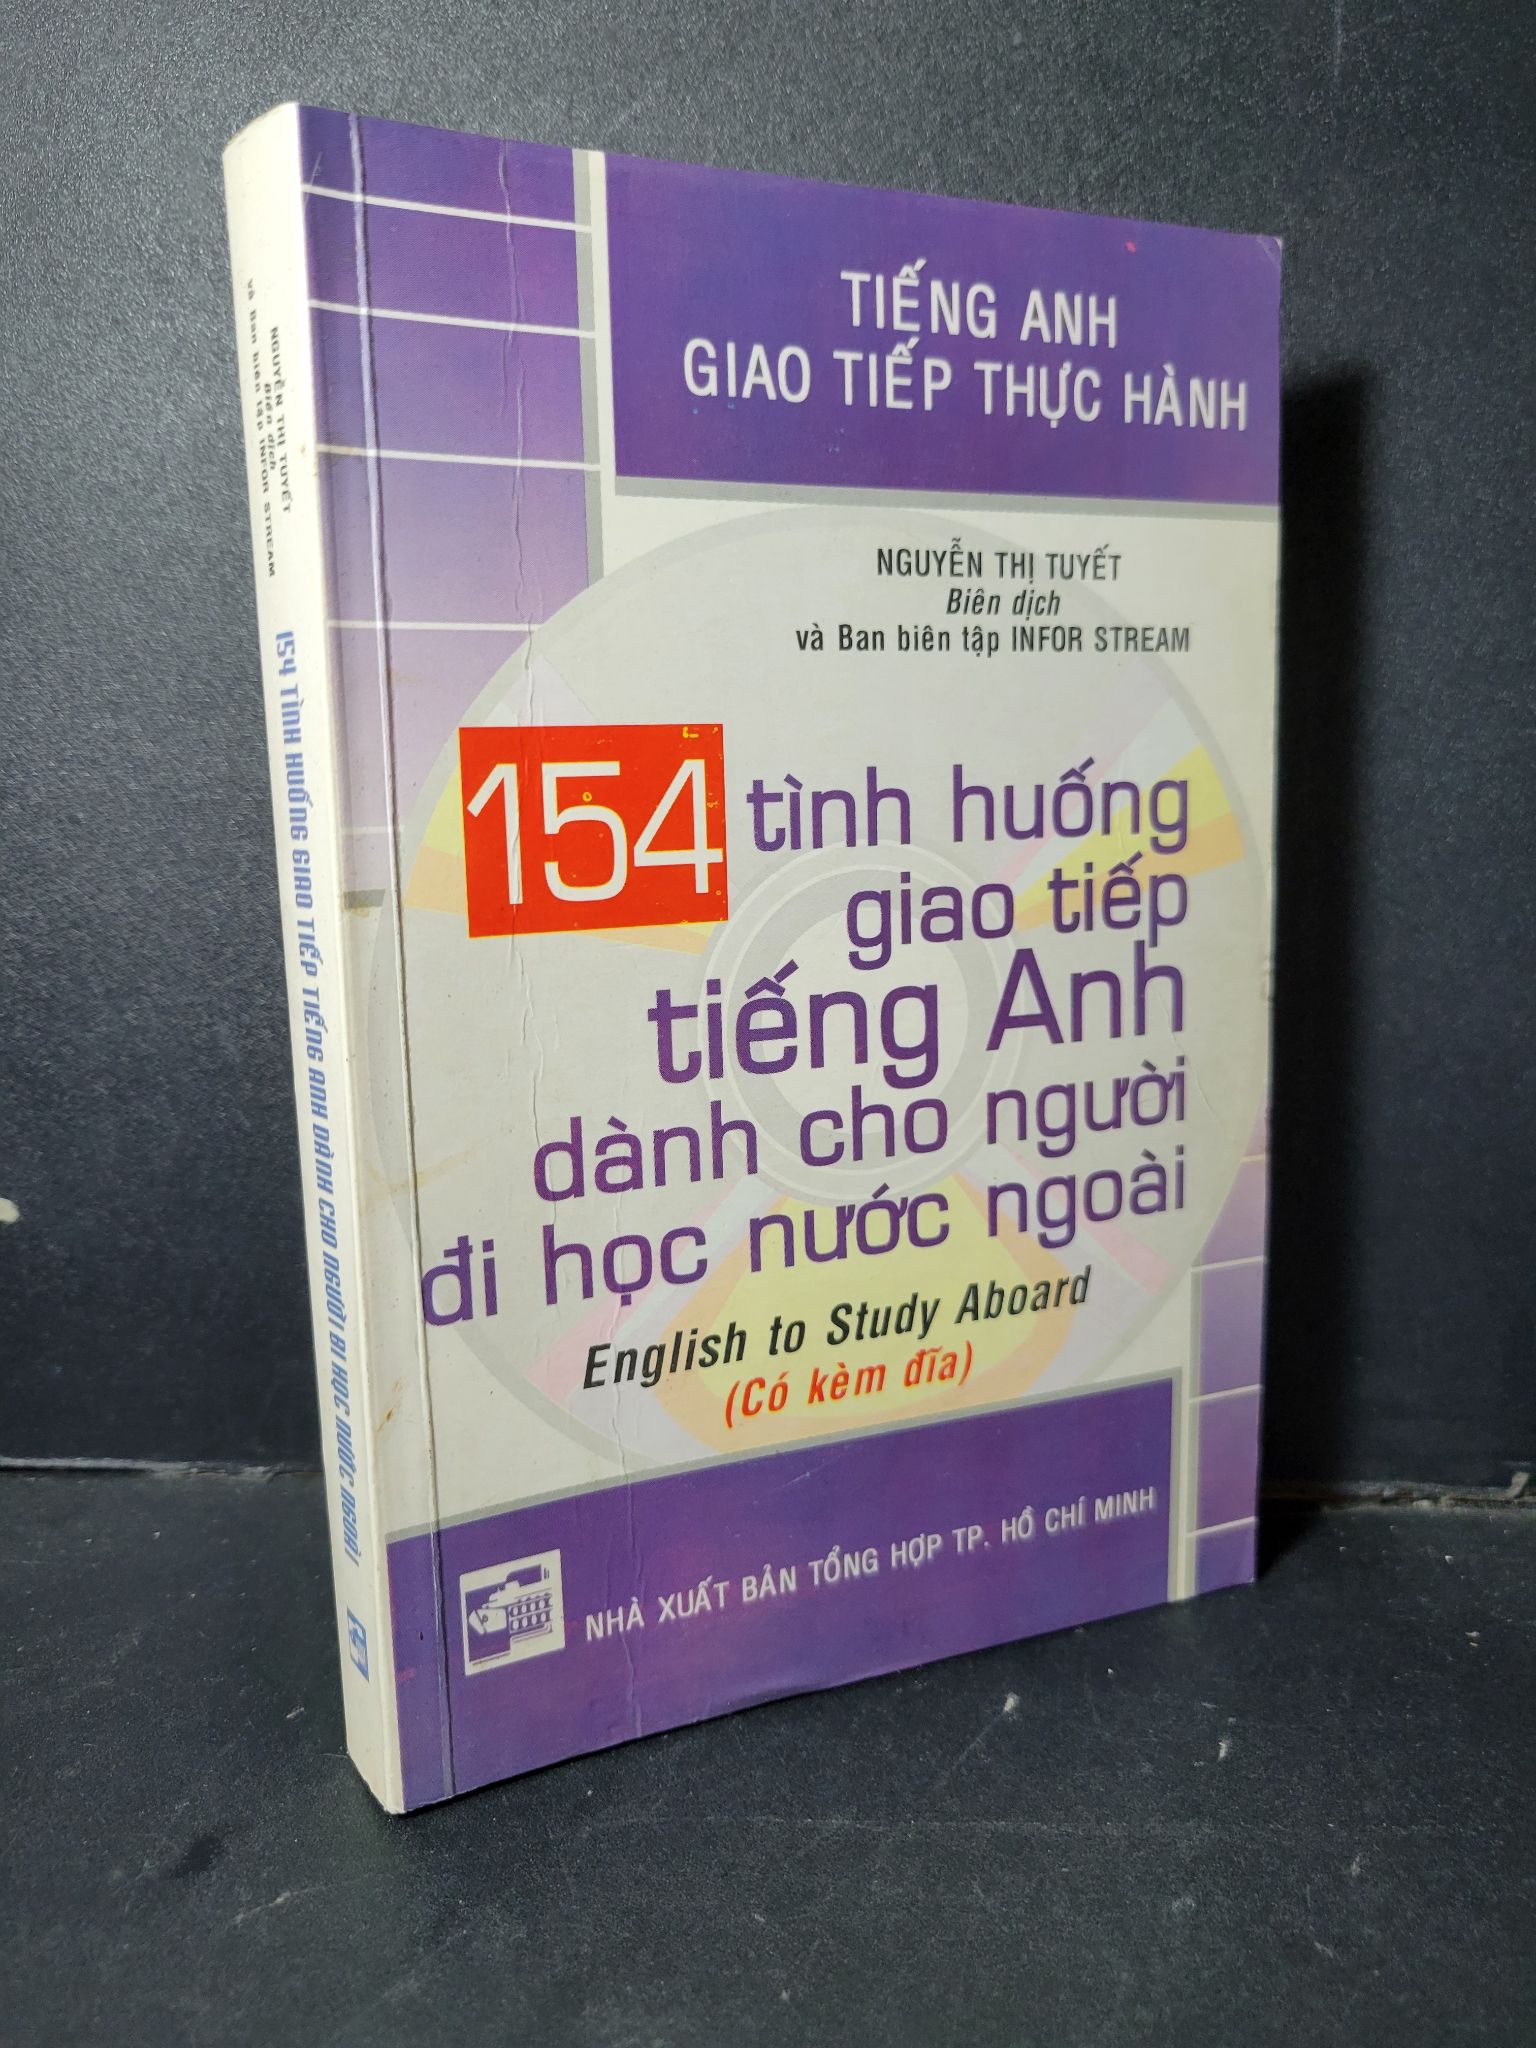 TIẾNG ANH
GIAO TIẾP THỰC HÀNH
NGUYỄN THỊ TUYẾT
Biên dịch
và Ban biên tập INFOR STREAM
154 tình huống
giao tiếp
tiếng Anh
dành cho người
đi học nước ngoài
English to Study Aboard
(Có kèm đĩa)
NHÀ XUẤT BẢN TỔNG HỢP TP. HỒ CHÍ MINH
NGUYỄN THỊ TUYẾT
Biên dịch
và Ban biên tập INFOR STREAM
154 TÌNH HUỐNG GIAO TIẾP TIẾNG ANH DÀNH CHO NGƯỜI ĐI HỌC NƯỚC NGOÀI